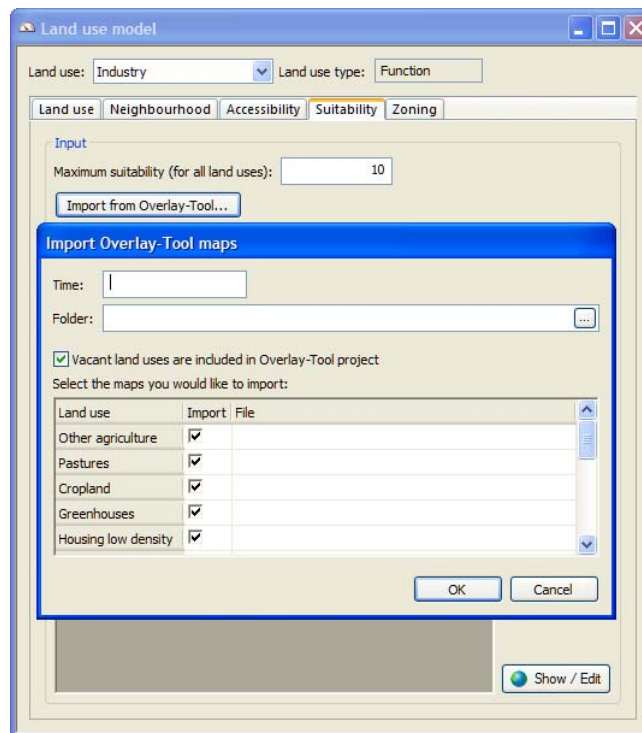 Land use model
Land use: Industry Land use type: Function
Land use Neighbourhood Accessibility Suitability Zoning
Input
Maximum suitability (for all land uses): 10
Import from Overlay-Tool...
Import Overlay-Tool maps
Time:
Folder: ...
Vacant land uses are included in Overlay-Tool project
Select the maps you would like to import:
Land use Import File
Other agriculture
Pastures
Cropland
Greenhouses
Housing low density
OK Cancel
Show / Edit